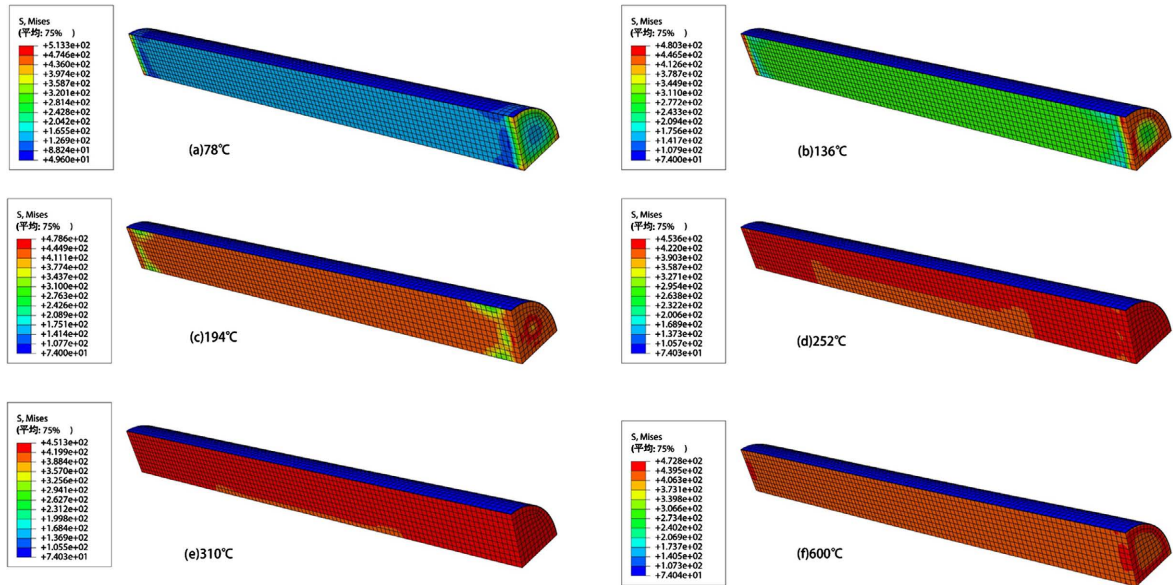 S, Mises
(平均: 75%)
+5.133e+02
+4.746e+02
+4.360e+02
+3.974e+02
+3.587e+02
+3.201e+02
+2.814e+02
+2.428e+02
+2.042e+02
+1.655e+02
+1.269e+02
+8.824e+01
+4.960e+01
(a)78℃
S, Mises
(平均: 75%)
+4.803e+02
+4.465e+02
+4.126e+02
+3.787e+02
+3.449e+02
+3.110e+02
+2.772e+02
+2.433e+02
+2.094e+02
+1.756e+02
+1.417e+02
+1.079e+02
+7.400e+01
(b)136℃
S, Mises
(平均: 75%)
+4.786e+02
+4.449e+02
+4.111e+02
+3.774e+02
+3.437e+02
+3.100e+02
+2.763e+02
+2.426e+02
+2.089e+02
+1.751e+02
+1.414e+02
+1.077e+02
+7.400e+01
(c)194℃
S, Mises
(平均: 75%)
+4.536e+02
+4.220e+02
+3.903e+02
+3.587e+02
+3.271e+02
+2.954e+02
+2.638e+02
+2.322e+02
+2.006e+02
+1.689e+02
+1.373e+02
+1.057e+02
+7.403e+01
(d)252℃
S, Mises
(平均: 75%)
+4.513e+02
+4.199e+02
+3.884e+02
+3.570e+02
+3.256e+02
+2.941e+02
+2.627e+02
+2.312e+02
+1.998e+02
+1.684e+02
+1.369e+02
+1.055e+02
+7.403e+01
(e)310℃
S, Mises
(平均: 75%)
+4.728e+02
+4.395e+02
+4.063e+02
+3.731e+02
+3.398e+02
+3.066e+02
+2.734e+02
+2.402e+02
+2.069e+02
+1.737e+02
+1.405e+02
+1.073e+02
+7.404e+01
(f)600℃